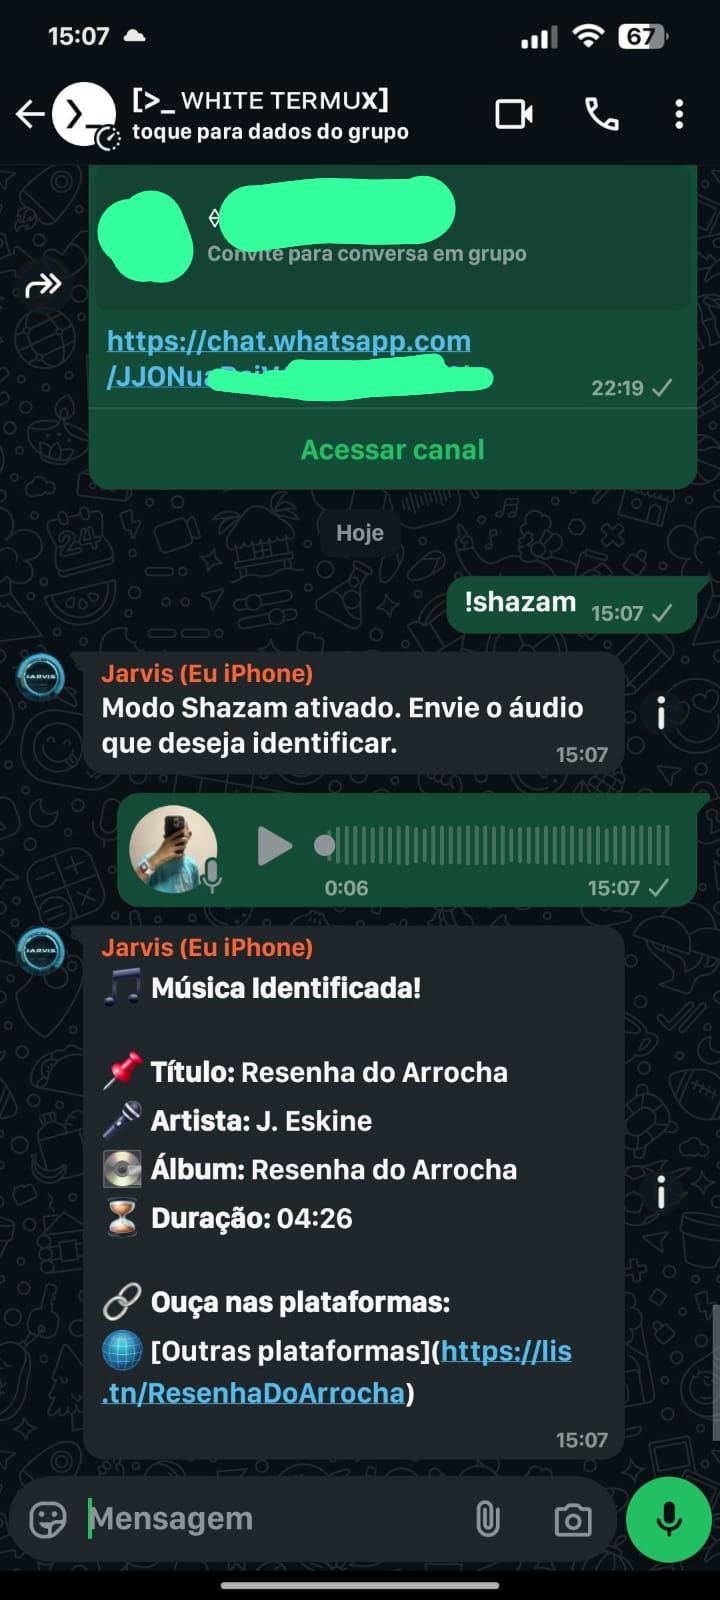 15:07
67
[>_ WHITE TERMUX]
toque para dados do grupo
Convite para conversa em grupo
https://chat.whatsapp.com
/JJONua
22:19
Acessar canal
Hoje
!shazam 15:07
Jarvis (Eu iPhone)
Modo Shazam ativado. Envie o áudio
que deseja identificar.
15:07
0:06 15:07
JARVIS
Jarvis (Eu iPhone)
Música Identificada!
Título: Resenha do Arrocha
Artista: J. Eskine
Álbum: Resenha do Arrocha
Duração: 04:26
Ouça nas plataformas:
[Outras plataformas](https://lis
.tn/ResenhaDoArrocha)
15:07
Mensagem